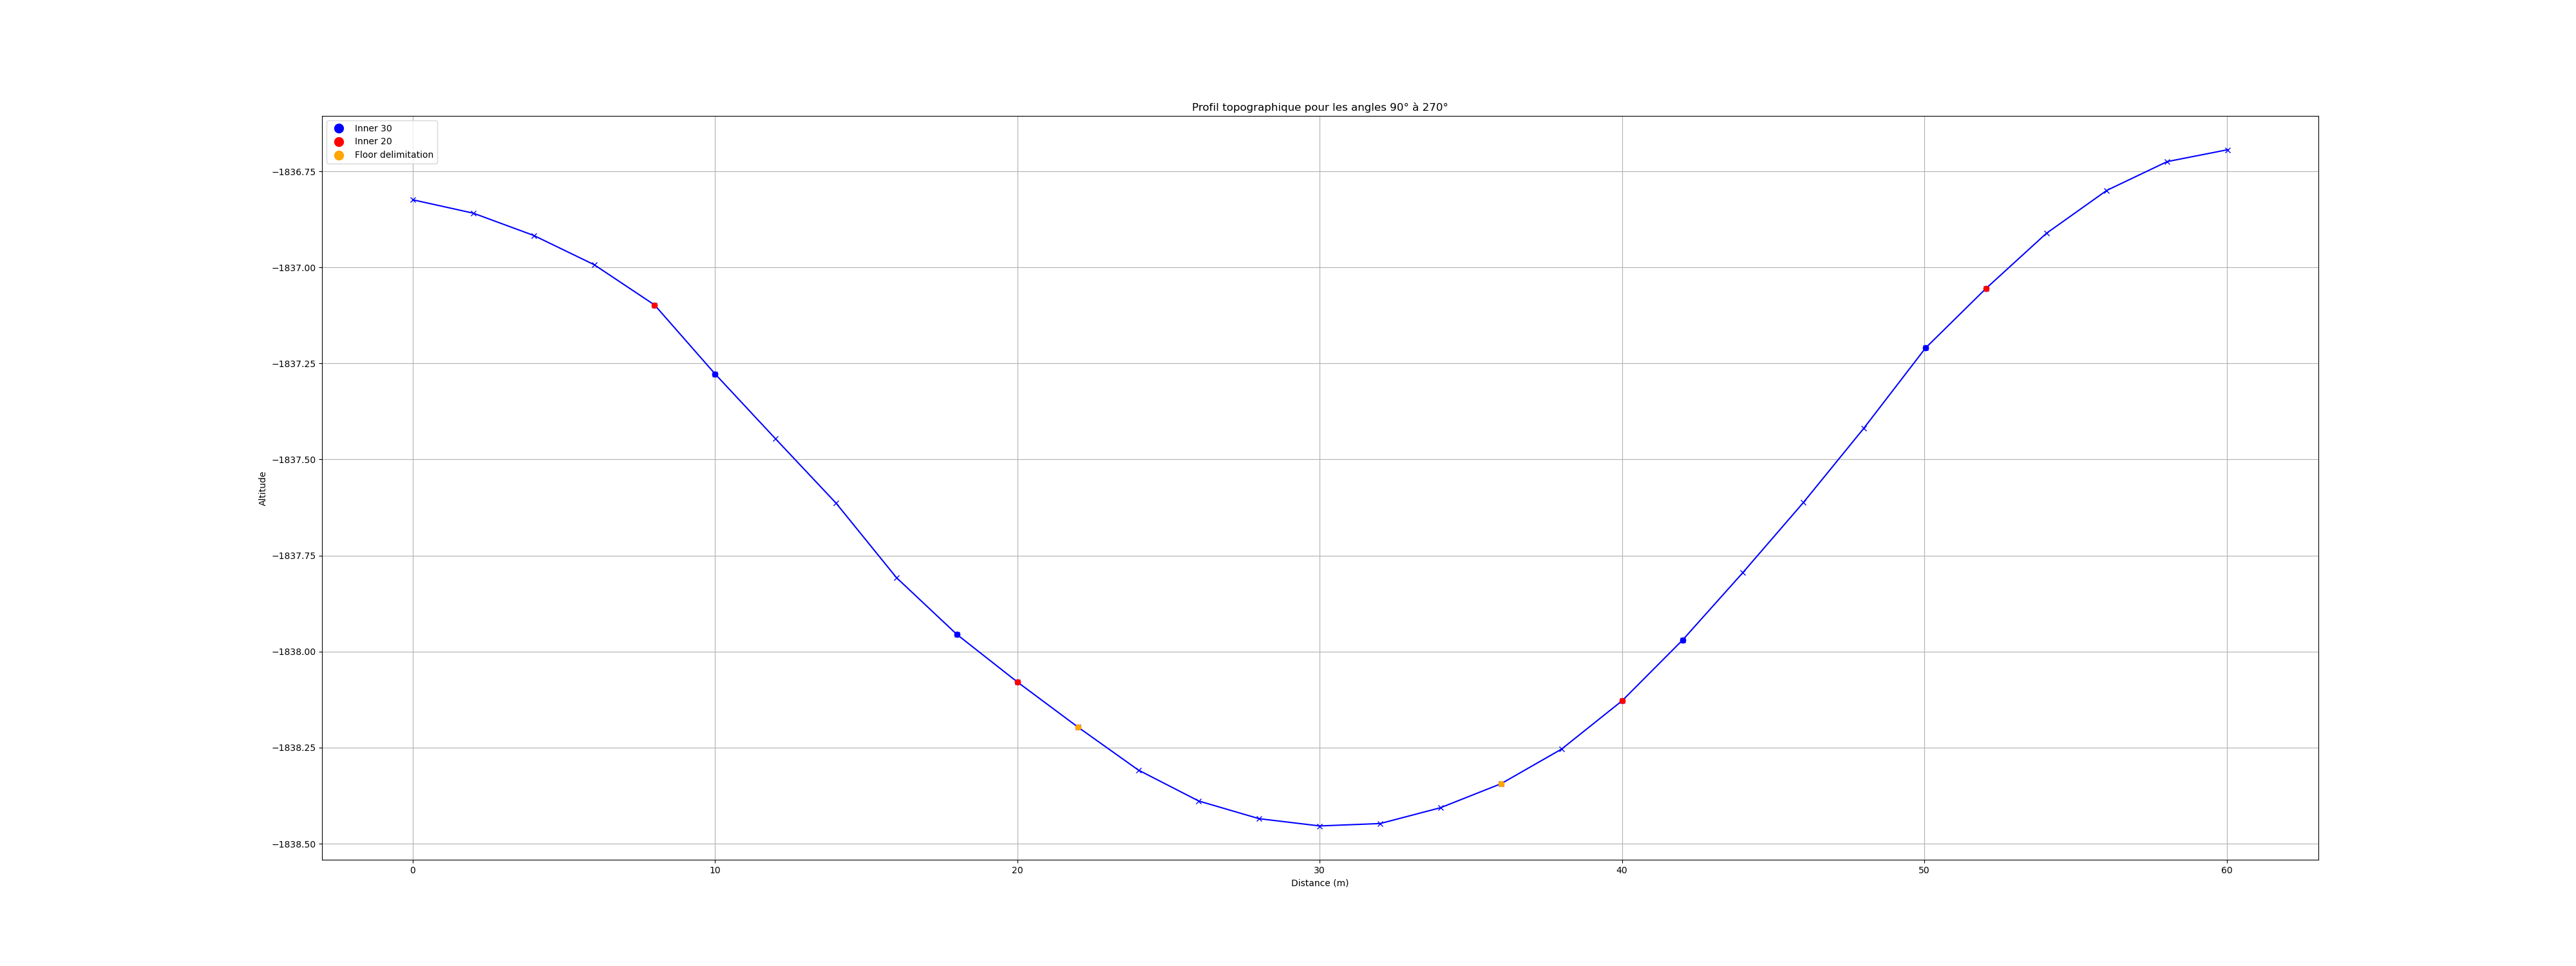 Profil topographique pour les angles 90° à 270°
Inner 30
Inner 20
Floor delimitation
−1836.75
−1837.00
−1837.25
−1837.50
−1837.75
−1838.00
−1838.25
−1838.50
Altitude
0 10 20 30 40 50 60
Distance (m)